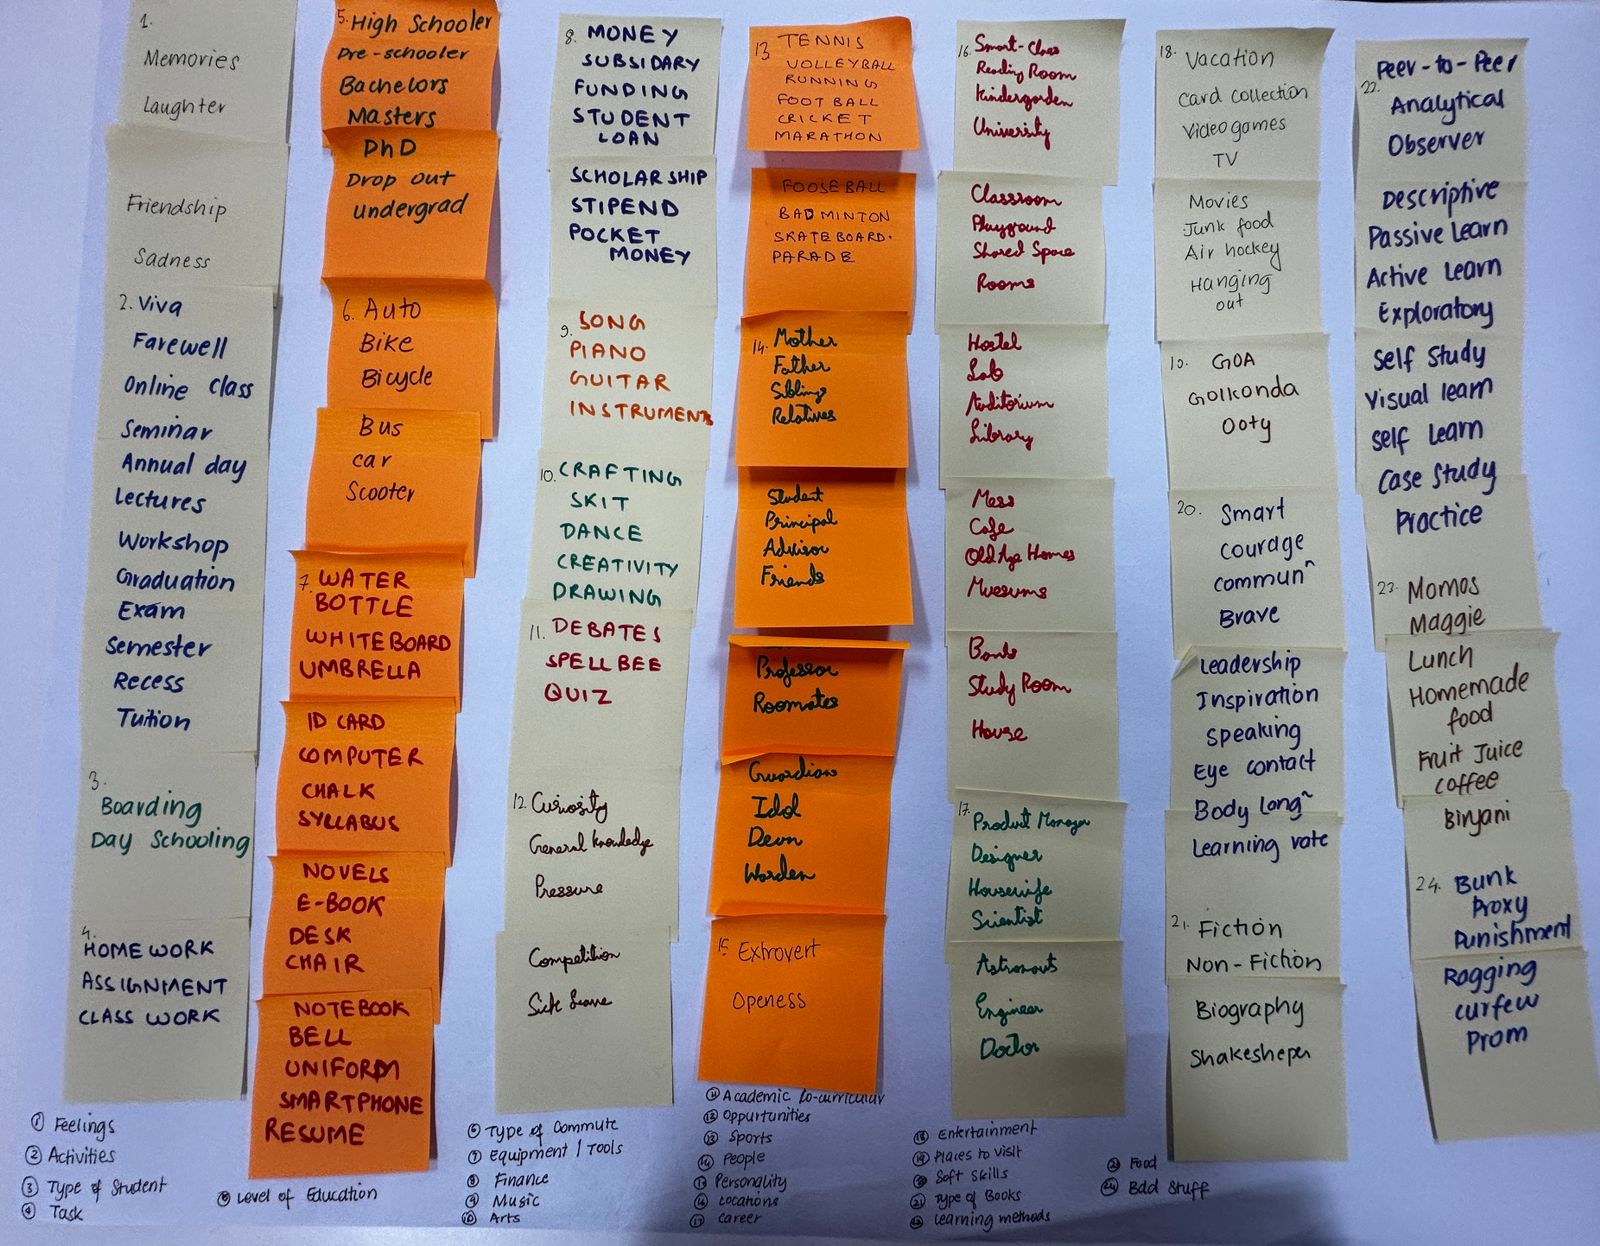 1.
Memories
Laughter
Friendship
Sadness
2. Viva
Farewell
Online Class
Seminar
Annual day
Lectures
Workshop
Graduation
Exam
Semester
Recess
Tuition
3.
Boarding
Day Schooling
4.
HOME WORK
ASSIGNMENT
CLASS WORK
5. High Schooler
Pre-schooler
Bachelors
Masters
PhD
Drop out
undergrad
6. Auto
Bike
Bicycle
Bus
car
Scooter
7. WATER
BOTTLE
WHITEBOARD
UMBRELLA
ID CARD
COMPUTER
CHALK
SYLLABUS
NOVELS
E-BOOK
DESK
CHAIR
NOTEBOOK
BELL
UNIFORM
SMARTPHONE
RESUME
8. MONEY
SUBSIDARY
FUNDING
STUDENT
LOAN
SCHOLARSHIP
STIPEND
POCKET
MONEY
9. SONG
PIANO
GUITAR
INSTRUMENT
10. CRAFTING
SKIT
DANCE
CREATIVITY
DRAWING
11. DEBATES
SPELL BEE
QUIZ
12. Curiosity
General knowledge
Pressure
Competition
Sick leave
13. TENNIS
VOLLEYBALL
RUNNING
FOOTBALL
CRICKET
MARATHON
FOOSEBALL
BADMINTON
SKATEBOARD.
PARADE
14. Mother
Father
Siblings
Relatives
Student
Principal
Advisor
Friends
Professor
Roomates
Guardian
Idol
Dean
Warden
15. Extrovert
Openess
16. Smart-Class
Reading Room
Kindergarden
University
Classroom
Playground
Shared Space
Rooms
Hostel
Lab
Auditorium
Library
Mess
Cafe
Old Age Homes
Museums
Study Room
House
17. Product Manager
Designer
Housewife
Scientist
Astronauts
Engineer
Doctor
18. Vacation
Card collection
Videogames
TV
Movies
Junk food
Air hockey
Hanging
out
19. GOA
Golkonda
Ooty
20. Smart
Courage
commun^
Brave
Leadership
Inspiration
Speaking
Eye contact
Body lang~
Learning rate
21. Fiction
Non-Fiction
Biography
Shakesheper
22. Peer-to-Peer
Analytical
Observer
Descriptive
Passive Learn
Active Learn
Exploratory
Self Study
Visual learn
Self Learn
Case Study
Practice
23. Momos
Maggie
Lunch
Homemade
food
Fruit Juice
coffee
Biryani
24. Bunk
Proxy
Punishment
Ragging
curfew
Prom
① Feelings
② Activities
③ Type of Student
④ Task
⑤ Level of Education
⑥ Type of Commute
⑦ Equipment / Tools
⑧ Finance
⑨ Music
⑩ Arts
⑪ Academic Co-curricular
⑫ Oppurtunities
⑬ Sports
⑭ People
⑮ Personality
⑯ Locations
⑰ Career
⑱ Entertainment
⑲ Places to visit
⑳ Soft Skills
㉑ Type of Books
㉒ Learning methods
㉓ Food
㉔ Bad Stuff